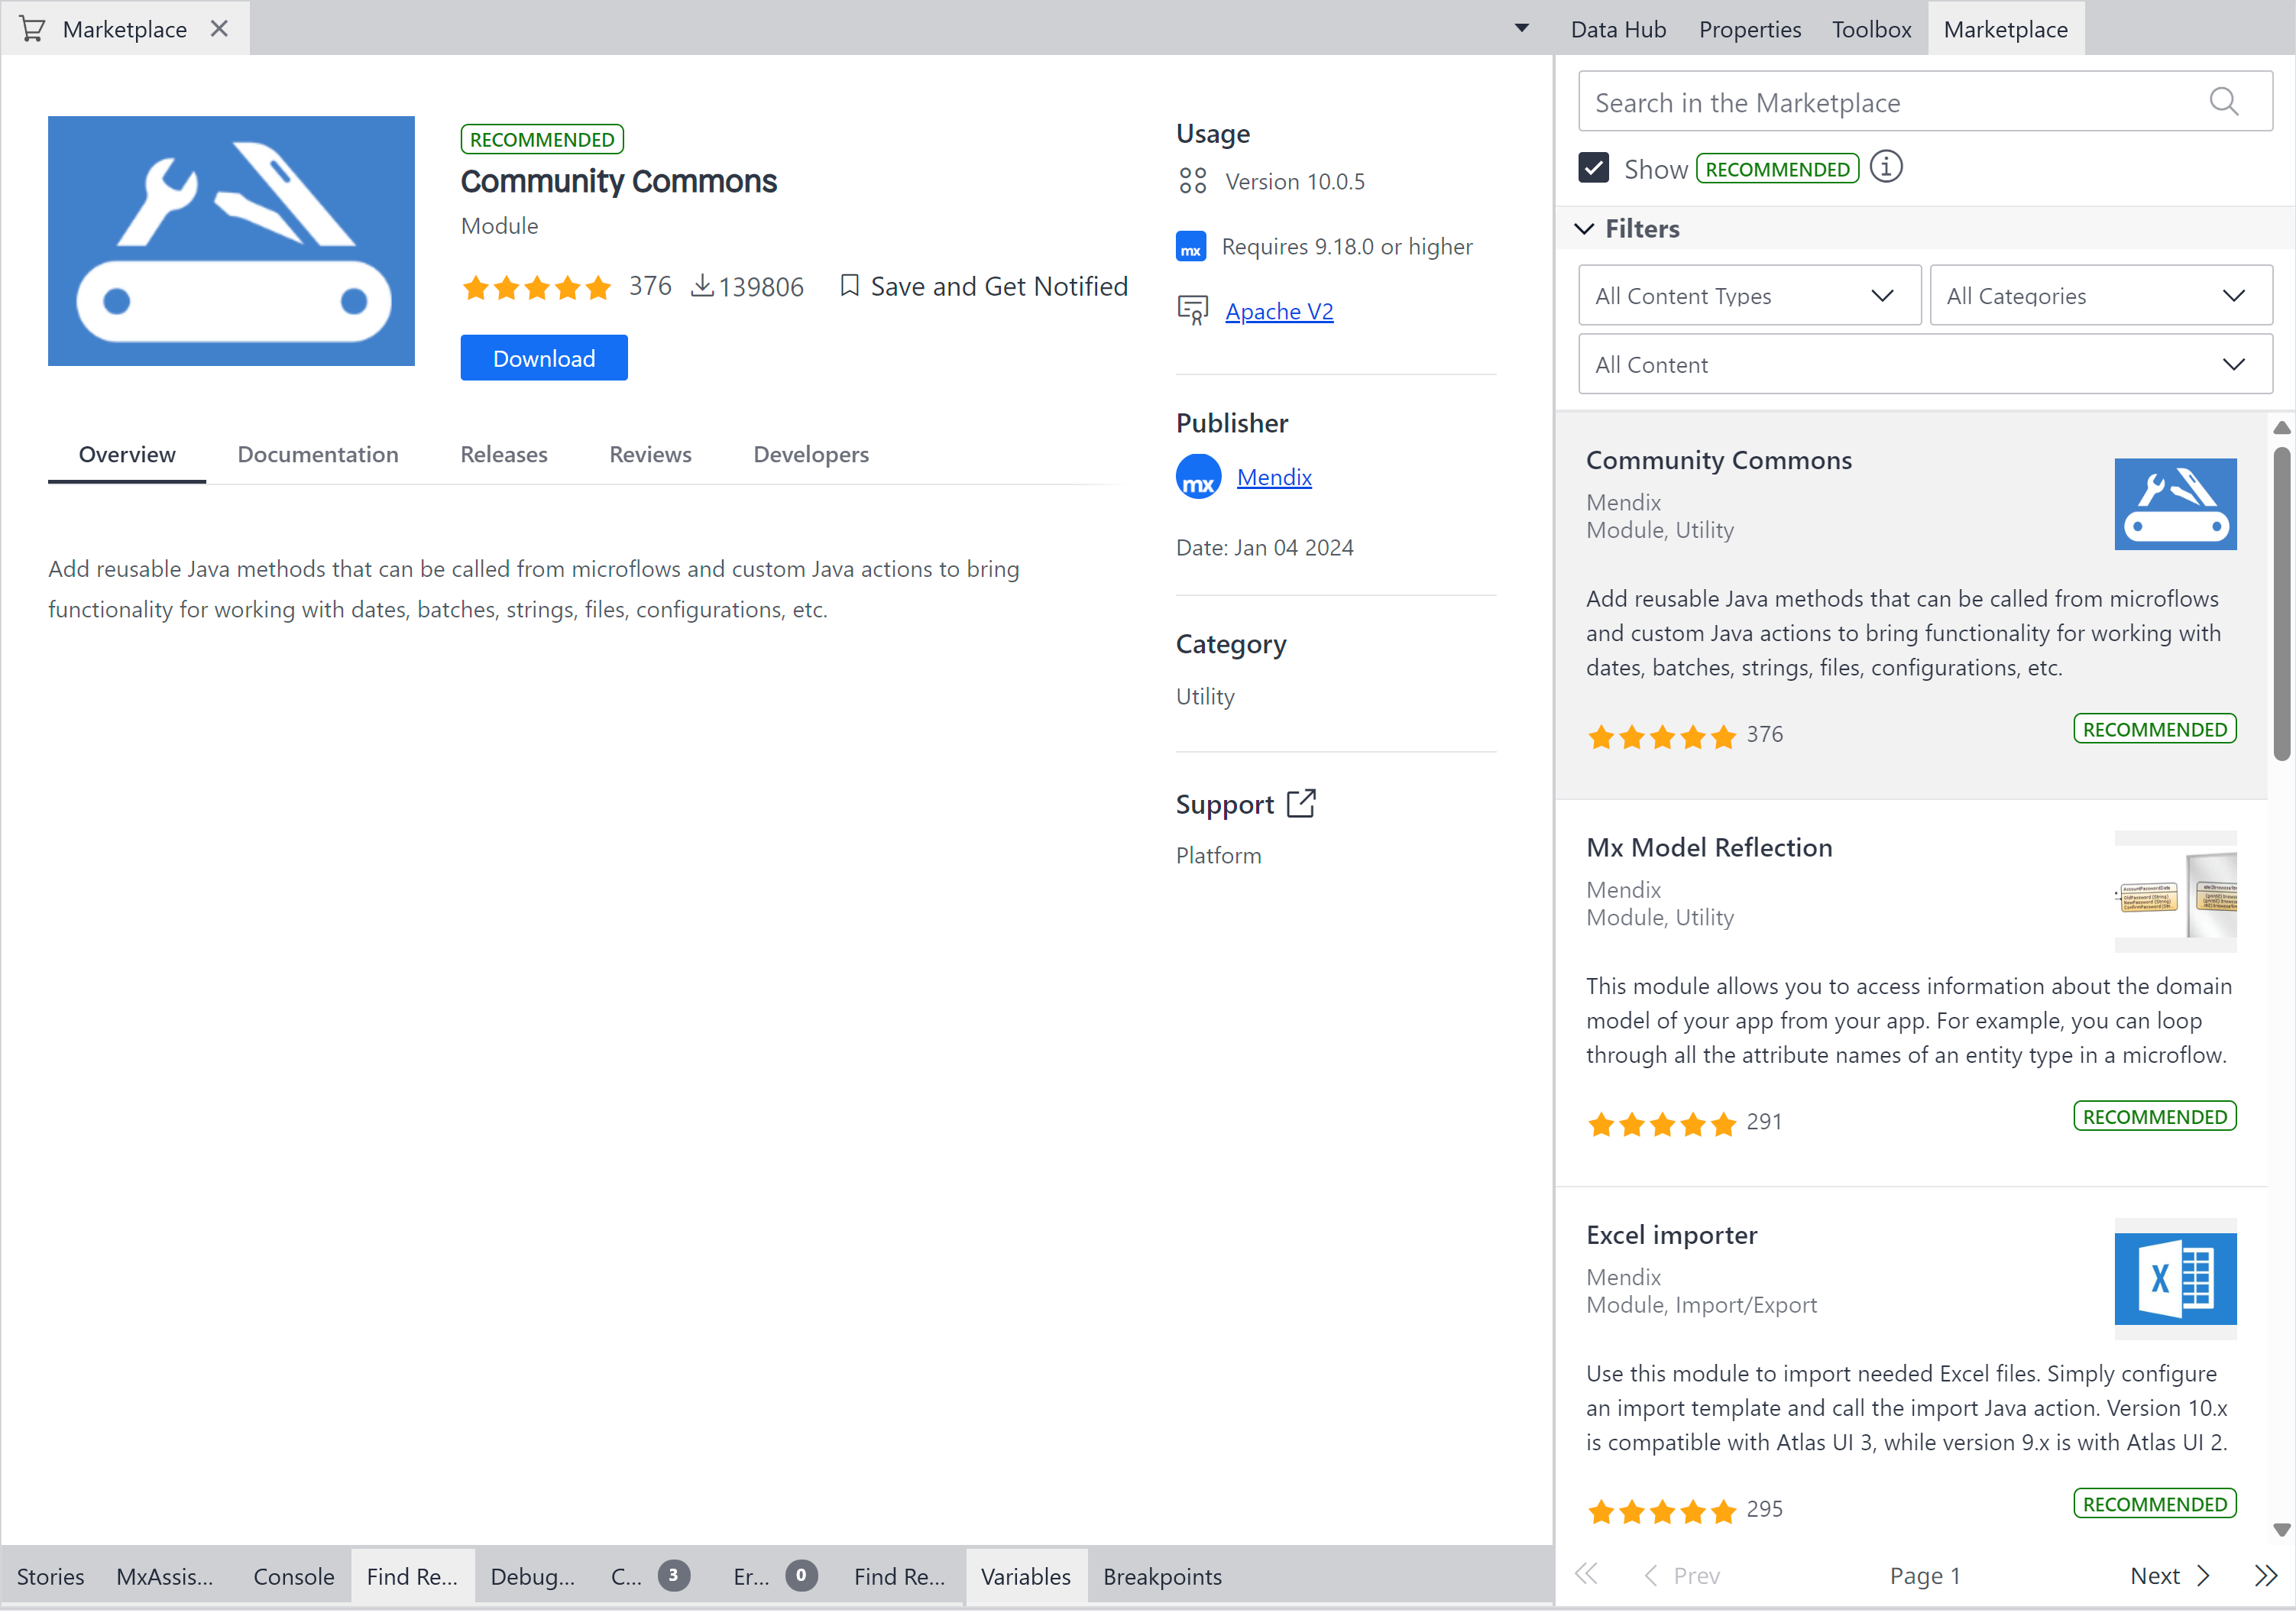 Marketplace
Data Hub Properties Toolbox Marketplace
RECOMMENDED
Community Commons
Module
376 139806 Save and Get Notified
Download
Overview Documentation Releases Reviews Developers
Add reusable Java methods that can be called from microflows and custom Java actions to bring
functionality for working with dates, batches, strings, files, configurations, etc.
Usage
Version 10.0.5
mx Requires 9.18.0 or higher
Apache V2
Publisher
mx Mendix
Date: Jan 04 2024
Category
Utility
Support
Platform
Search in the Marketplace
Show RECOMMENDED
Filters
All Content Types All Categories
All Content
Community Commons
Mendix
Module, Utility
Add reusable Java methods that can be called from microflows
and custom Java actions to bring functionality for working with
dates, batches, strings, files, configurations, etc.
376 RECOMMENDED
Mx Model Reflection
Mendix
Module, Utility
This module allows you to access information about the domain
model of your app from your app. For example, you can loop
through all the attribute names of an entity type in a microflow.
291 RECOMMENDED
Excel importer
Mendix
Module, Import/Export
X
Use this module to import needed Excel files. Simply configure
an import template and call the import Java action. Version 10.x
is compatible with Atlas UI 3, while version 9.x is with Atlas UI 2.
295 RECOMMENDED
Prev Page 1 Next
Stories MxAssis... Console Find Re... Debug... C... 3 Er... 0 Find Re... Variables Breakpoints